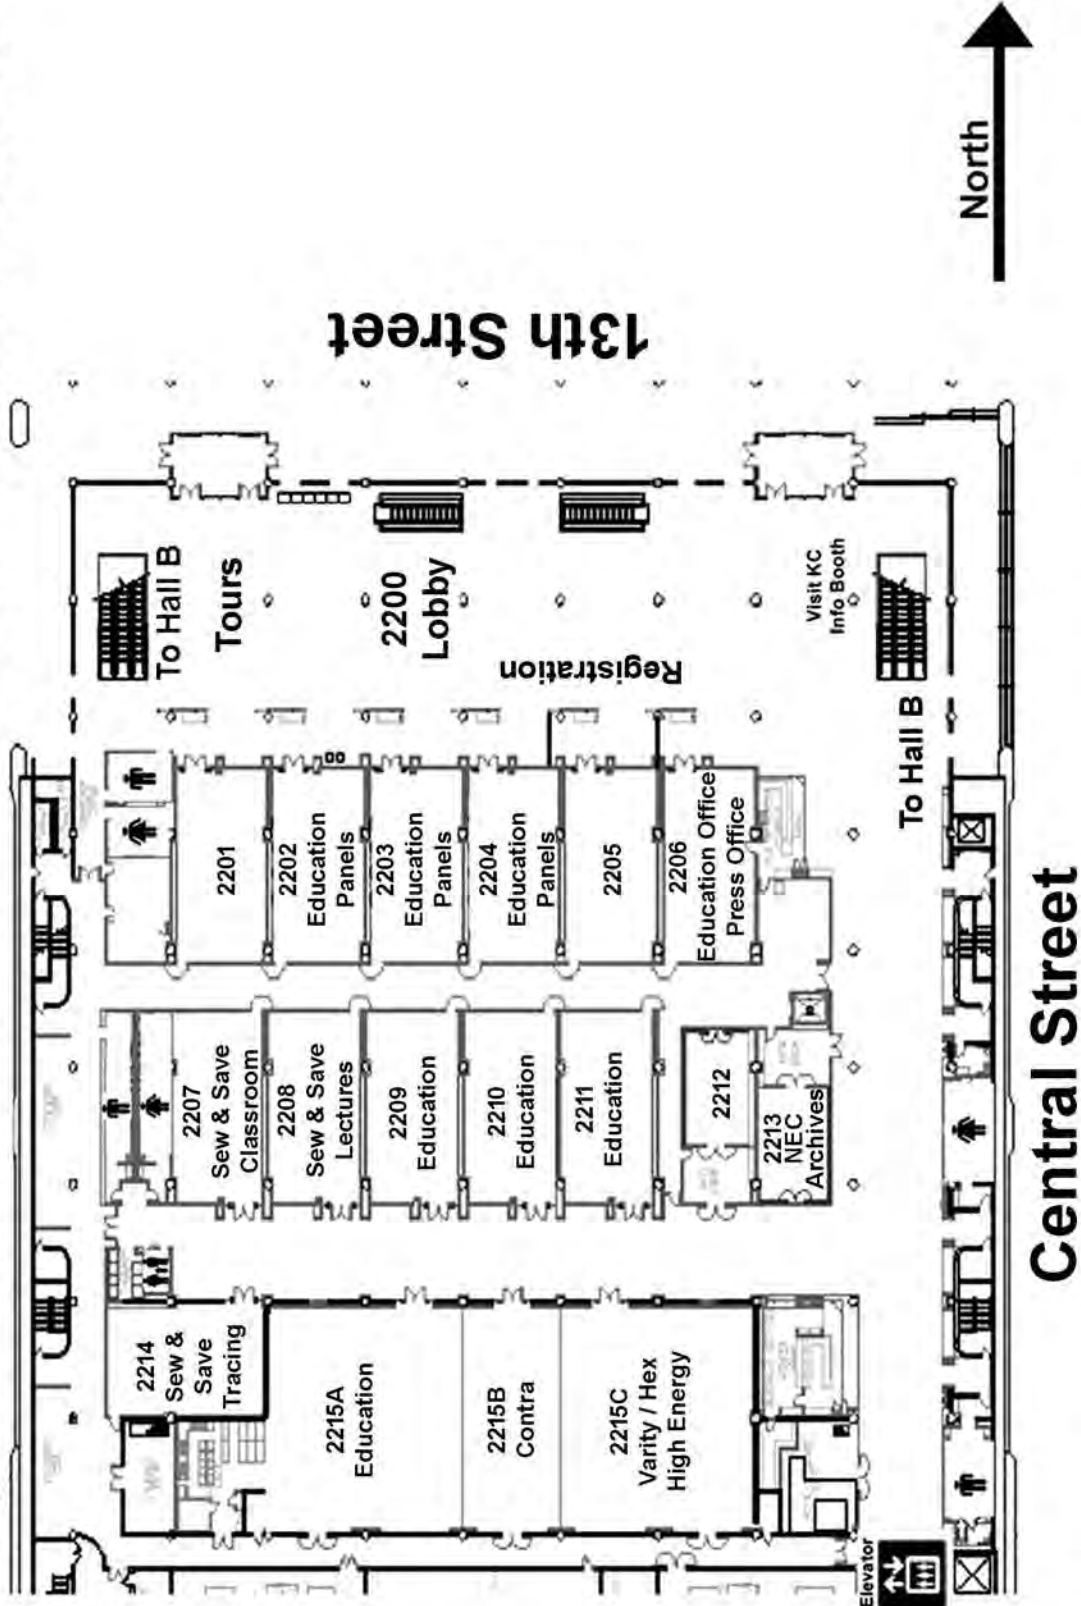 North
13th Street
To Hall B
Tours
2200
Lobby
Registration
Visit KC
Info Booth
To Hall B
2201
2202
Education
Panels
2203
Education
Panels
2204
Education
Panels
2205
2206
Education Office
Press Office
2207
Sew & Save
Classroom
2208
Sew & Save
Lectures
2209
Education
2210
Education
2211
Education
2212
2213
NEC
Archives
2214
Sew &
Save
Tracing
2215A
Education
2215B
Contra
2215C
Varity / Hex
High Energy
Elevator
Central Street